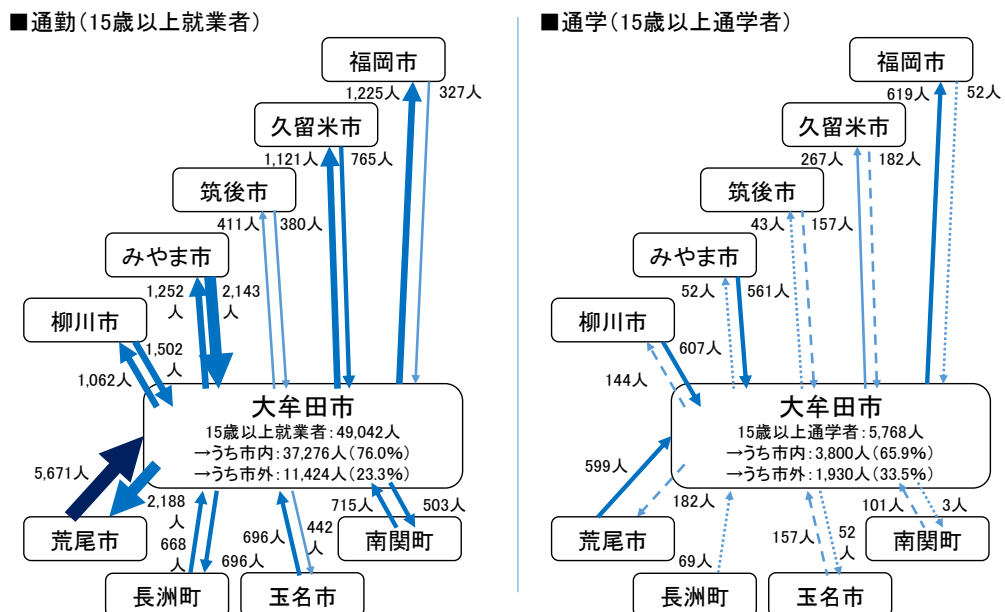 ■通勤(15歳以上就業者)
福岡市
1,225人
327人
久留米市
1,121人
765人
筑後市
411人
380人
みやま市
1,252
人
2,143
人
柳川市
1,502
人
1,062人
大牟田市
15歳以上就業者:49,042人
→うち市内:37,276人(76.0%)
→うち市外:11,424人(23.3%)
5,671人
2,188
人
荒尾市
668
人
696人
長洲町
696人
442
人
玉名市
715人
503人
南関町
■通学(15歳以上通学者)
福岡市
619人
52人
久留米市
267人
182人
筑後市
43人
157人
みやま市
52人
561人
柳川市
607人
144人
大牟田市
15歳以上通学者:5,768人
→うち市内:3,800人(65.9%)
→うち市外:1,930人(33.5%)
599人
182人
荒尾市
69人
長洲町
157人
52
人
玉名市
101人
3人
南関町